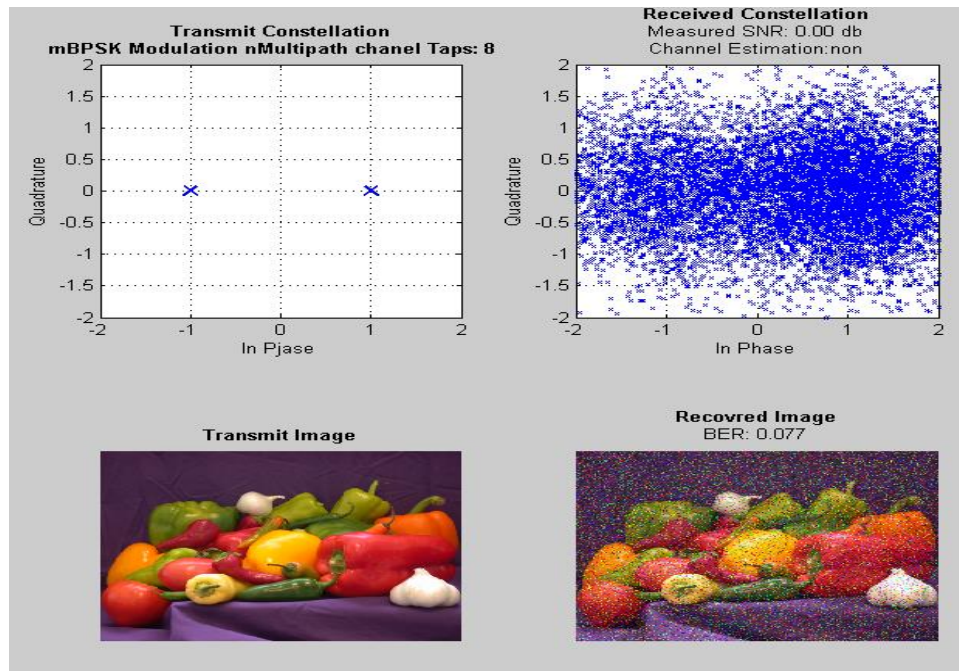 Transmit Constellation
mBPSK Modulation nMultipath chanel Taps: 8
2
1.5
1
0.5
0
-0.5
-1
-1.5
-2
-2
-1
0
1
2
Quadrature
In Pjase
Received Constellation
Measured SNR: 0.00 db
Channel Estimation:non
2
1.5
1
0.5
0
-0.5
-1
-1.5
-2
-2
-1
0
1
2
Quadrature
In Phase
Transmit Image
Recovred Image
BER: 0.077